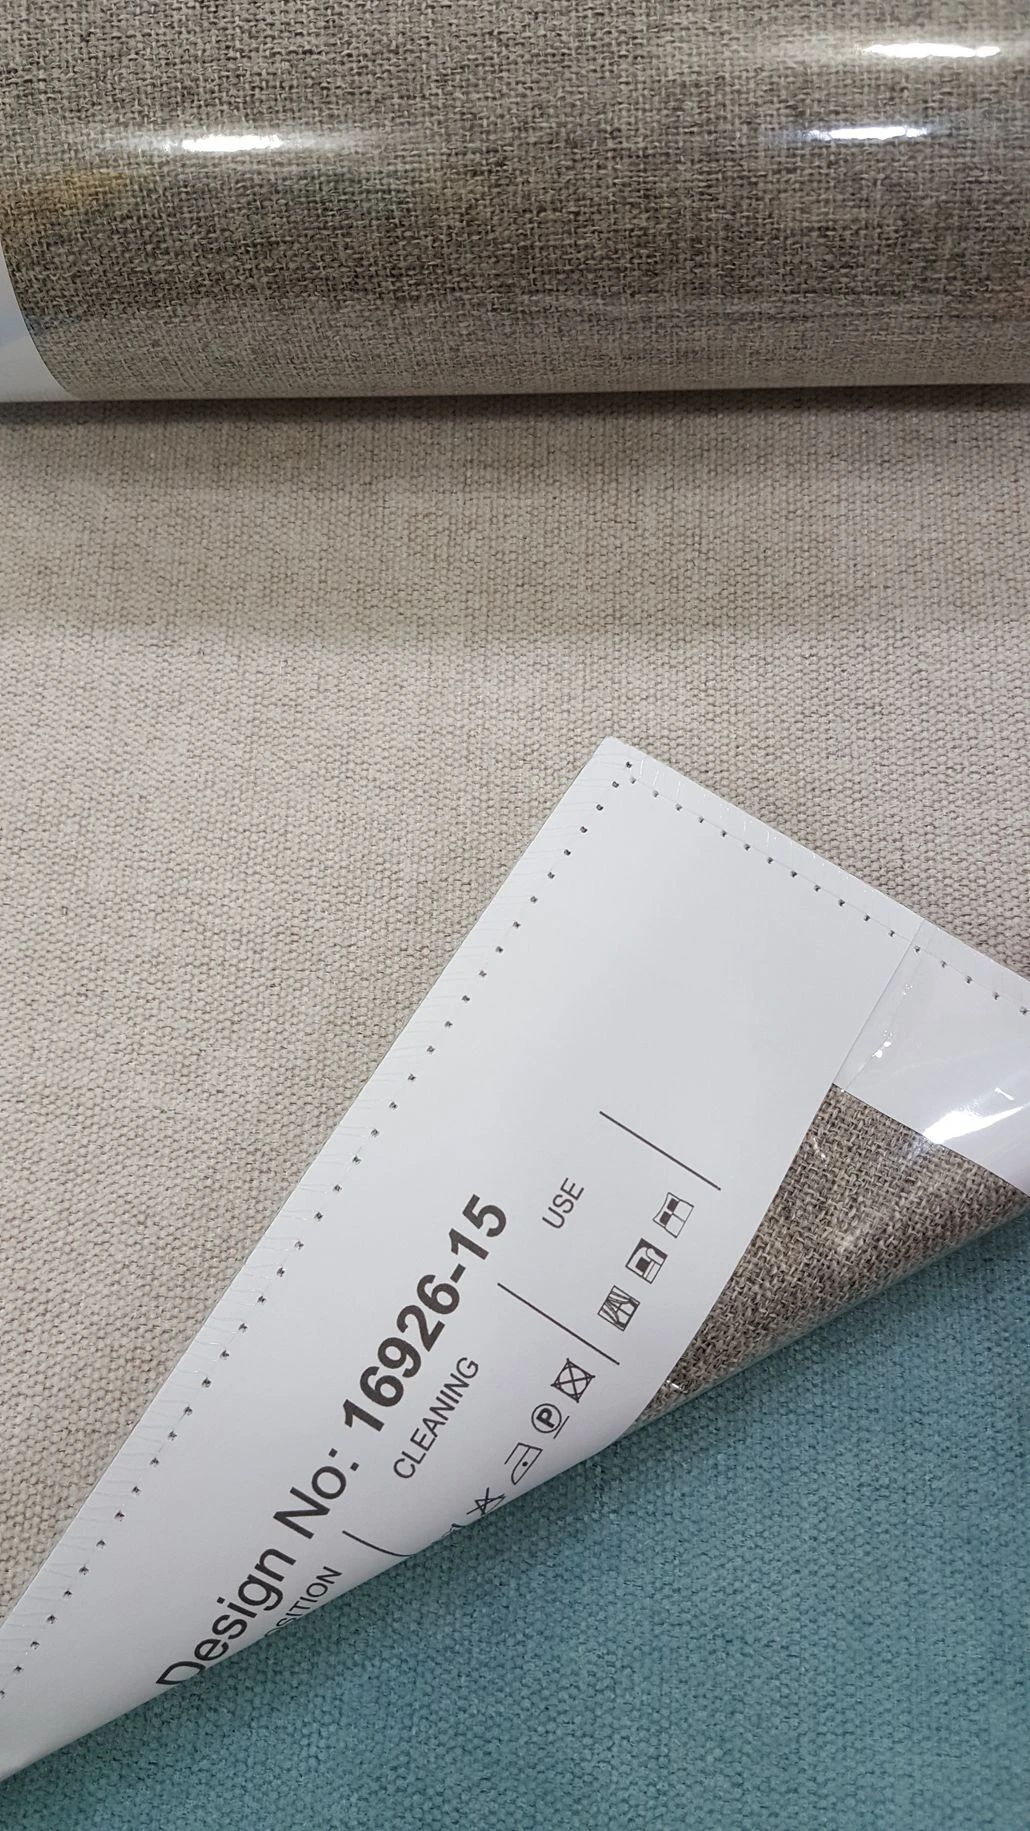 Design No: 16926-15
CLEANING
USE
P